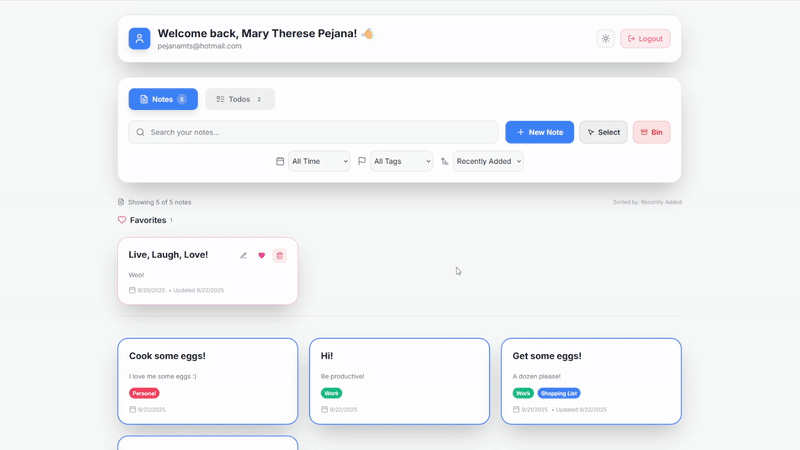 Welcome back, Mary Therese Pejana! 👋
pejanamts@hotmail.com
Logout
Notes 5
Todos 2
Search your notes...
New Note
Select
Bin
All Time
All Tags
Recently Added
Showing 5 of 5 notes
Sorted by: Recently Added
Favorites 1
Live, Laugh, Love!
Woo!
9/20/2025 • Updated 9/22/2025
Cook some eggs!
I love me some eggs :)
Personal
9/22/2025
Hi!
Be productive!
Work
9/22/2025
Get some eggs!
A dozen please!
Work Shopping List
9/21/2025 • Updated 9/22/2025